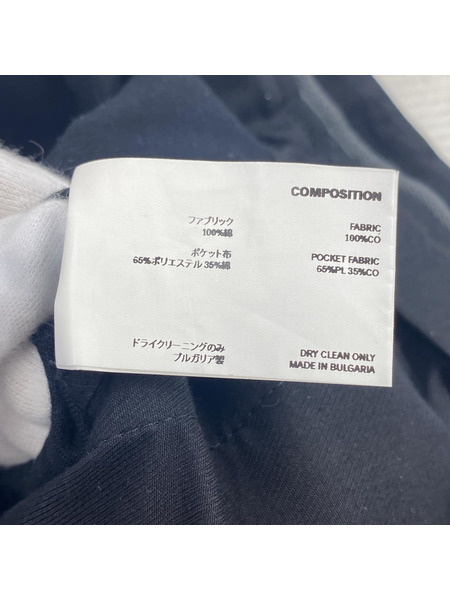 COMPOSITION
ファブリック
100%綿
ポケット布
65%ポリエステル 35%綿
FABRIC
100%CO
POCKET FABRIC
65%PL 35%CO
ドライクリーニングのみ
ブルガリア製
DRY CLEAN ONLY
MADE IN BULGARIA